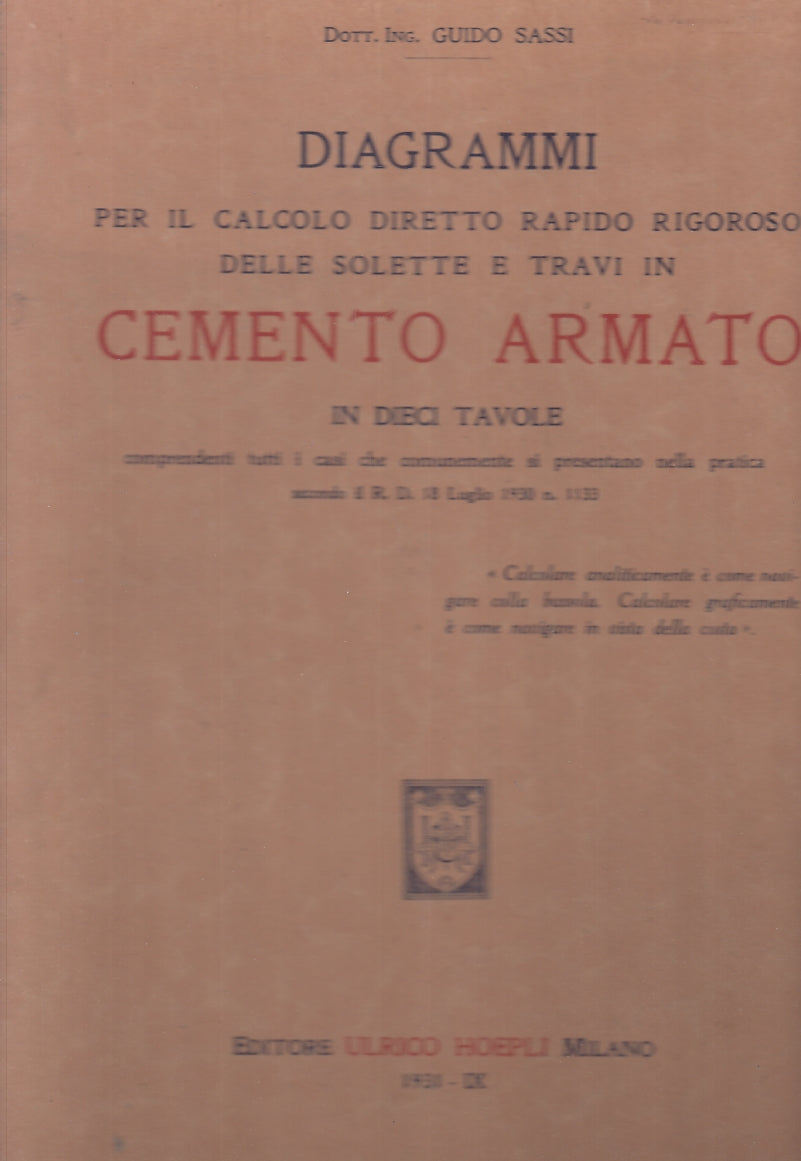 DOTT. ING. GUIDO SASSI
DIAGRAMMI
PER IL CALCOLO DIRETTO RAPIDO RIGOROSO
DELLE SOLETTE E TRAVI IN
CEMENTO ARMATO
IN DIECI TAVOLE
comprendenti tutti i casi che comunemente si presentano nella pratica
secondo il R. D. 18 Luglio 1930 n. 1133
« Calcolare analiticamente è come navi-
gare colla bussola. Calcolare graficamente
è come navigare in vista della costa ».
EDITORE ULRICO HOEPLI MILANO
1931 - IX